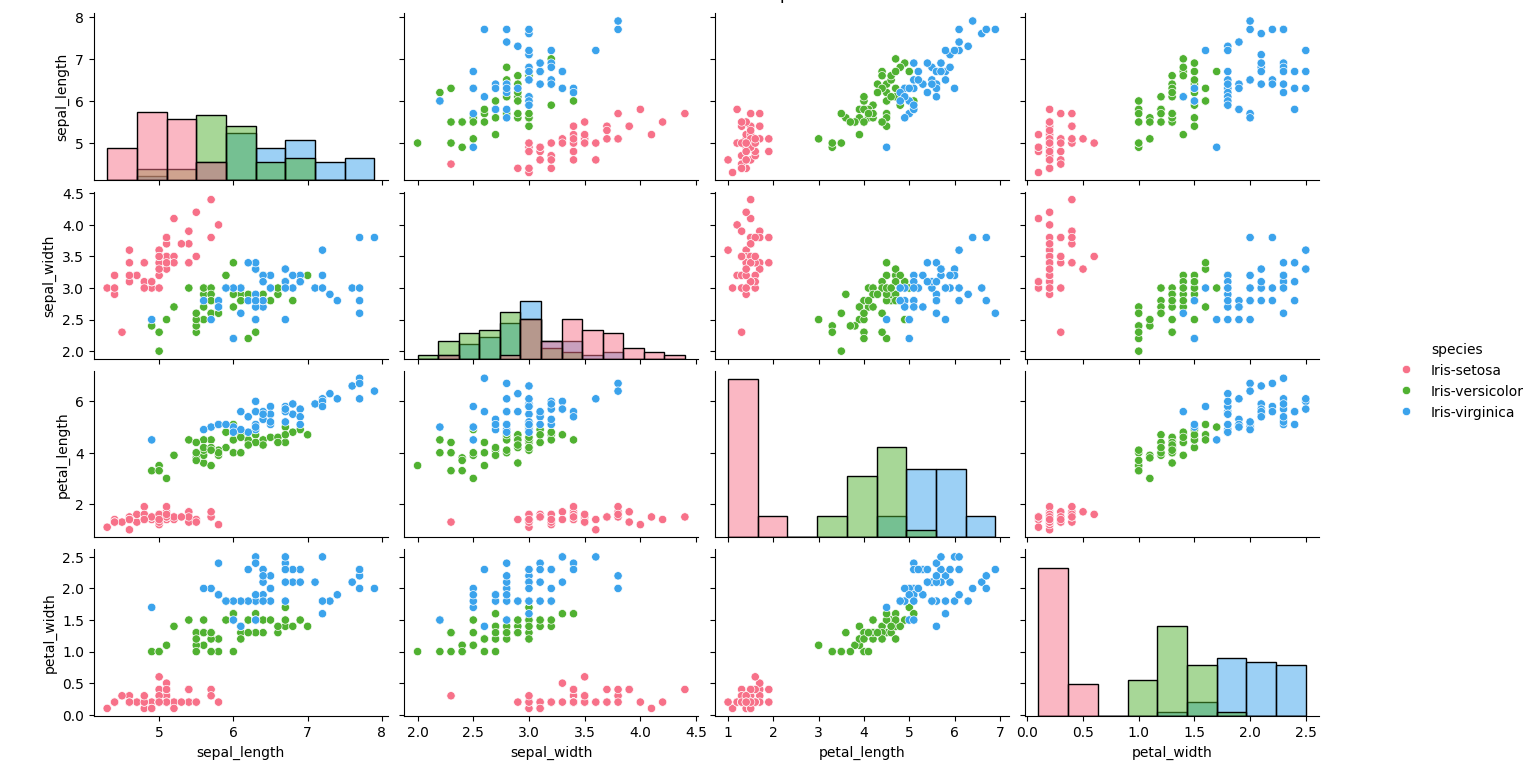 8
7
6
5
sepal_length
4.5
4.0
3.5
3.0
2.5
2.0
sepal_width
6
4
2
petal_length
2.5
2.0
1.5
1.0
0.5
0.0
petal_width
5 6 7 8
sepal_length
2.0 2.5 3.0 3.5 4.0 4.5
sepal_width
1 2 3 4 5 6 7
petal_length
0.0 0.5 1.0 1.5 2.0 2.5
petal_width
species
Iris-setosa
Iris-versicolor
Iris-virginica